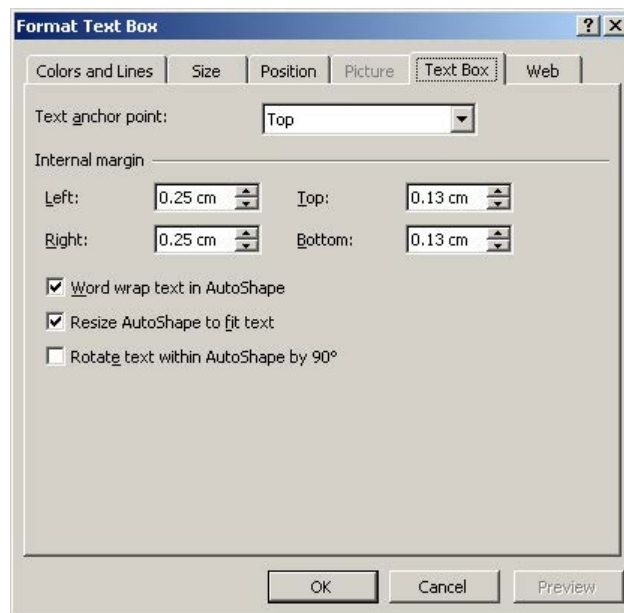 Format Text Box
Colors and Lines Size Position Picture Text Box Web
Text anchor point: Top
Internal margin
Left: 0.25 cm Top: 0.13 cm
Right: 0.25 cm Bottom: 0.13 cm
Word wrap text in AutoShape
Resize AutoShape to fit text
Rotate text within AutoShape by 90°
OK Cancel Preview